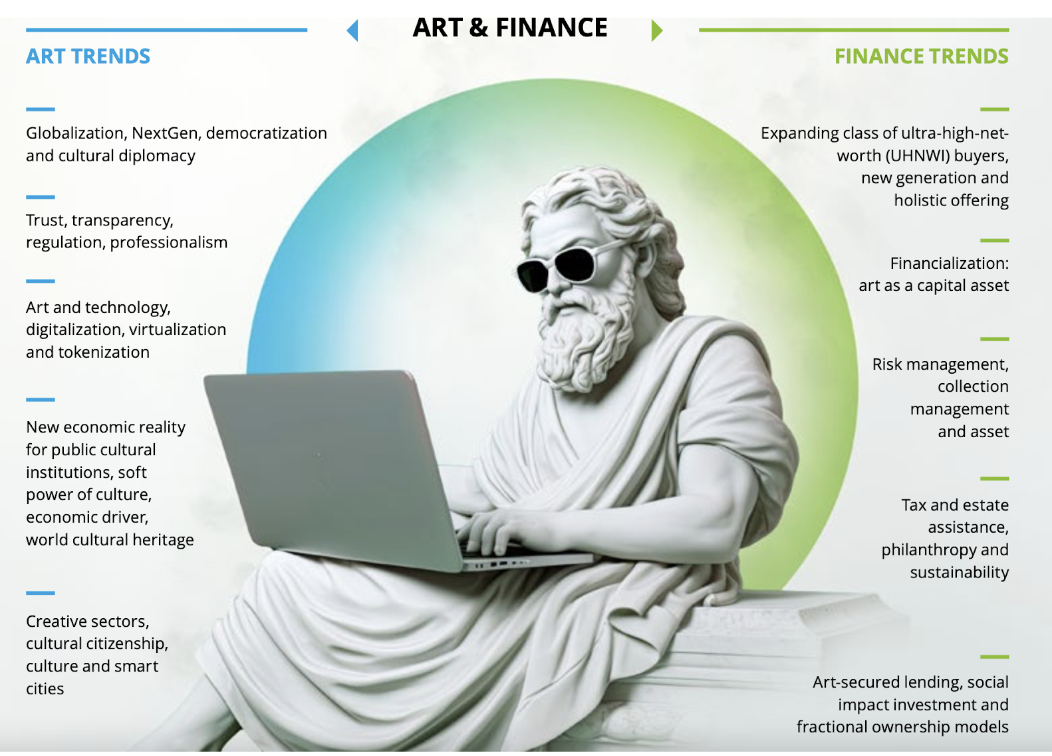 ART & FINANCE
ART TRENDS
Globalization, NextGen, democratization
and cultural diplomacy
Trust, transparency,
regulation, professionalism
Art and technology,
digitalization, virtualization
and tokenization
New economic reality
for public cultural
institutions, soft
power of culture,
economic driver,
world cultural heritage
Creative sectors,
cultural citizenship,
culture and smart
cities
FINANCE TRENDS
Expanding class of ultra-high-net-
worth (UHNWI) buyers,
new generation and
holistic offering
Financialization:
art as a capital asset
Risk management,
collection
management
and asset
Tax and estate
assistance,
philanthropy and
sustainability
Art-secured lending, social
impact investment and
fractional ownership models